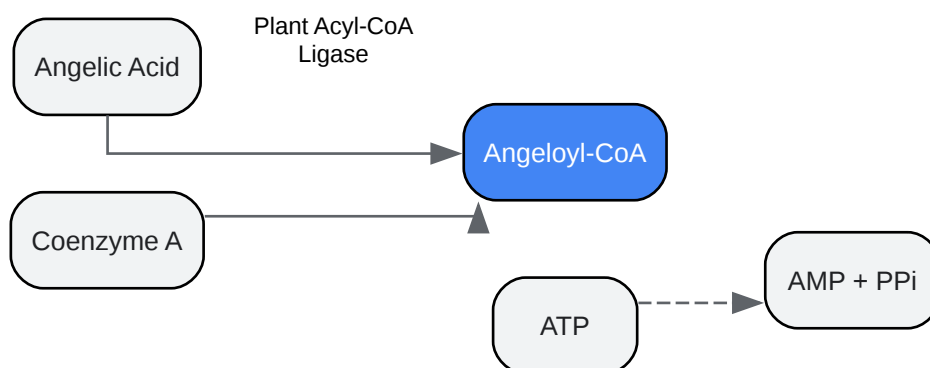 Plant Acyl-CoA
Ligase
Angelic Acid
Angeloyl-CoA
Coenzyme A
AMP + PPi
ATP